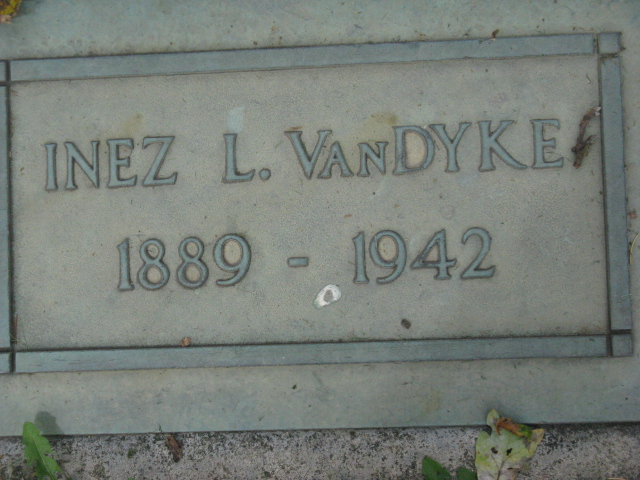 INEZ L. VANDYKE
1889 - 1942